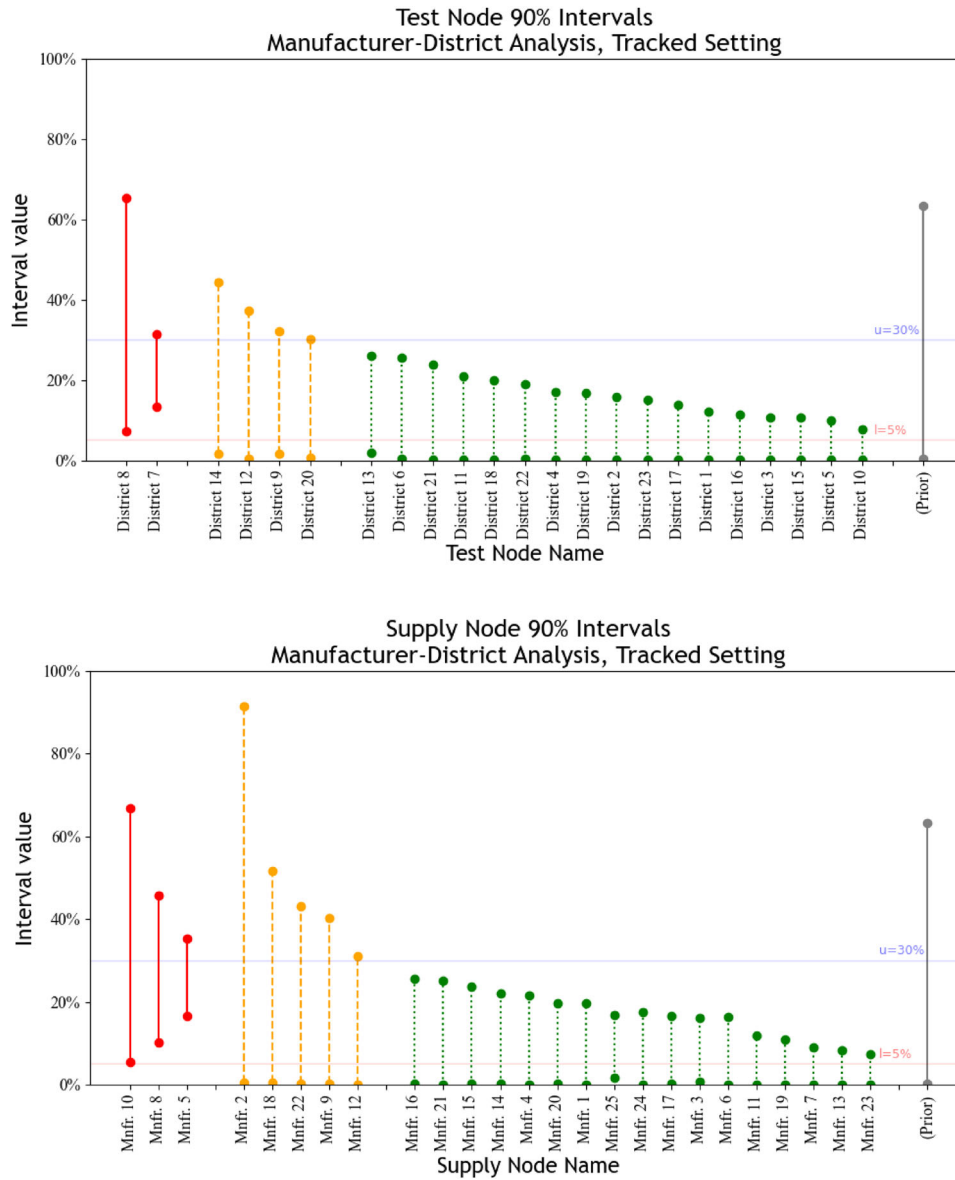 Test Node 90% Intervals
Manufacturer-District Analysis, Tracked Setting
100%
80%
60%
40%
20%
0%
Interval value
u=30%
l=5%
District 8
District 7
District 14
District 12
District 9
District 20
District 13
District 6
District 21
District 11
District 18
District 22
District 4
District 19
District 2
District 23
District 17
District 1
District 16
District 3
District 15
District 5
District 10
(Prior)
Test Node Name
Supply Node 90% Intervals
Manufacturer-District Analysis, Tracked Setting
100%
80%
60%
40%
20%
0%
Interval value
u=30%
l=5%
Mnfr. 10
Mnfr. 8
Mnfr. 5
Mnfr. 2
Mnfr. 18
Mnfr. 22
Mnfr. 9
Mnfr. 12
Mnfr. 16
Mnfr. 21
Mnfr. 15
Mnfr. 14
Mnfr. 4
Mnfr. 20
Mnfr. 1
Mnfr. 25
Mnfr. 24
Mnfr. 17
Mnfr. 3
Mnfr. 6
Mnfr. 11
Mnfr. 19
Mnfr. 7
Mnfr. 13
Mnfr. 23
(Prior)
Supply Node Name